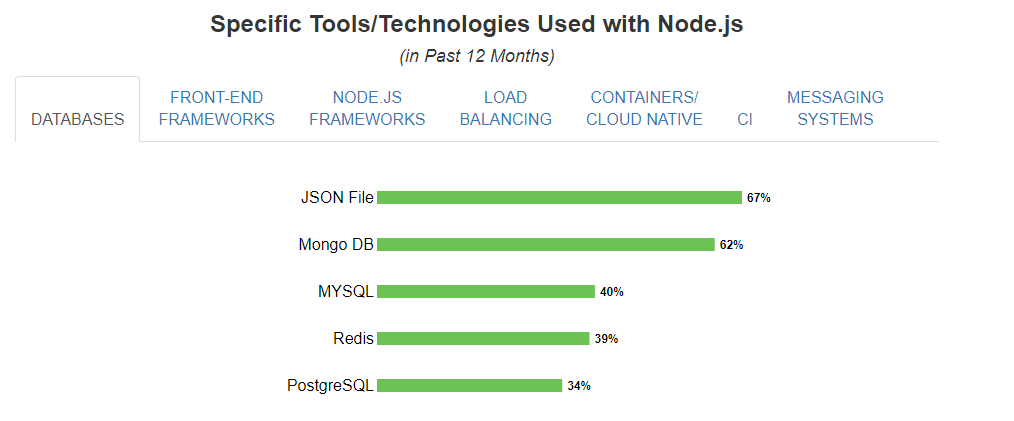 Specific Tools/Technologies Used with Node.js
(in Past 12 Months)
DATABASES
FRONT-END
FRAMEWORKS
NODE.JS
FRAMEWORKS
LOAD
BALANCING
CONTAINERS/
CLOUD NATIVE
CI
MESSAGING
SYSTEMS
JSON File 67%
Mongo DB 62%
MYSQL 40%
Redis 39%
PostgreSQL 34%